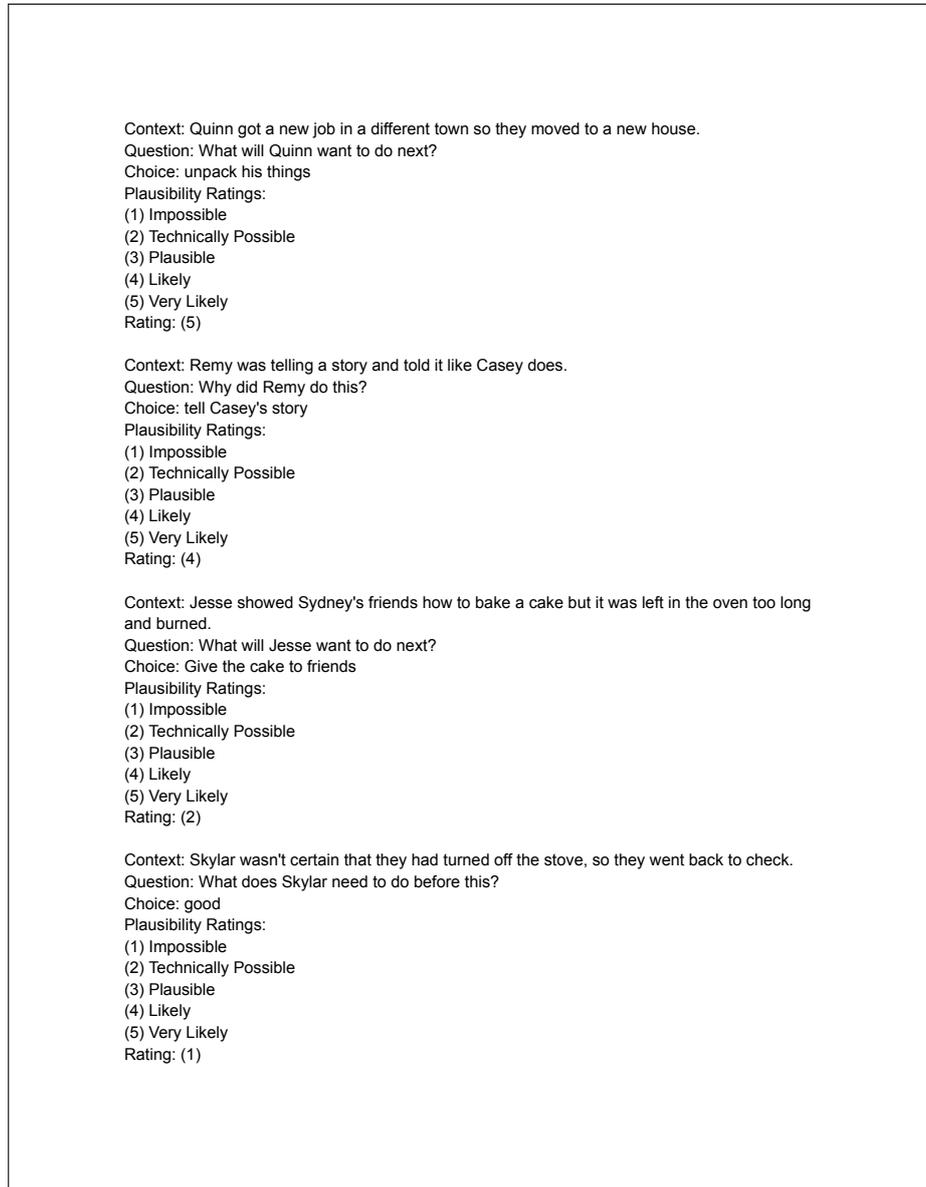 Context: Quinn got a new job in a different town so they moved to a new house.
Question: What will Quinn want to do next?
Choice: unpack his things
Plausibility Ratings:
(1) Impossible
(2) Technically Possible
(3) Plausible
(4) Likely
(5) Very Likely
Rating: (5)
Context: Remy was telling a story and told it like Casey does.
Question: Why did Remy do this?
Choice: tell Casey's story
Plausibility Ratings:
(1) Impossible
(2) Technically Possible
(3) Plausible
(4) Likely
(5) Very Likely
Rating: (4)
Context: Jesse showed Sydney's friends how to bake a cake but it was left in the oven too long
and burned.
Question: What will Jesse want to do next?
Choice: Give the cake to friends
Plausibility Ratings:
(1) Impossible
(2) Technically Possible
(3) Plausible
(4) Likely
(5) Very Likely
Rating: (2)
Context: Skylar wasn't certain that they had turned off the stove, so they went back to check.
Question: What does Skylar need to do before this?
Choice: good
Plausibility Ratings:
(1) Impossible
(2) Technically Possible
(3) Plausible
(4) Likely
(5) Very Likely
Rating: (1)